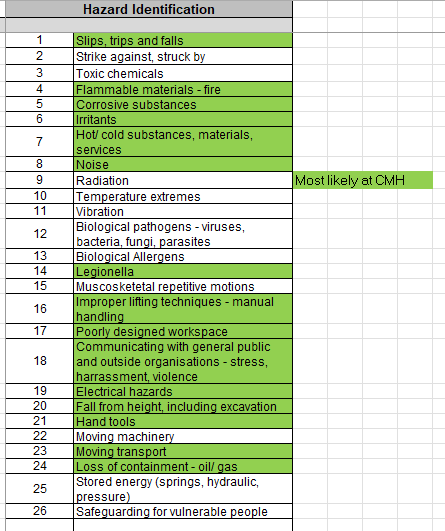 Hazard Identification
1 Slips, trips and falls
2 Strike against, struck by
3 Toxic chemicals
4 Flammable materials - fire
5 Corrosive substances
6 Irritants
7 Hot/ cold substances, materials,
services
8 Noise
9 Radiation Most likely at CMH
10 Temperature extremes
11 Vibration
12 Biological pathogens - viruses,
bacteria, fungi, parasites
13 Biological Allergens
14 Legionella
15 Muscosketetal repetitive motions
16 Improper lifting techniques - manual
handling
17 Poorly designed workspace
18 Communicating with general public
and outside organisations - stress,
harrassment, violence
19 Electrical hazards
20 Fall from height, including excavation
21 Hand tools
22 Moving machinery
23 Moving transport
24 Loss of containment - oil/ gas
25 Stored energy (springs, hydraulic,
pressure)
26 Safeguarding for vulnerable people